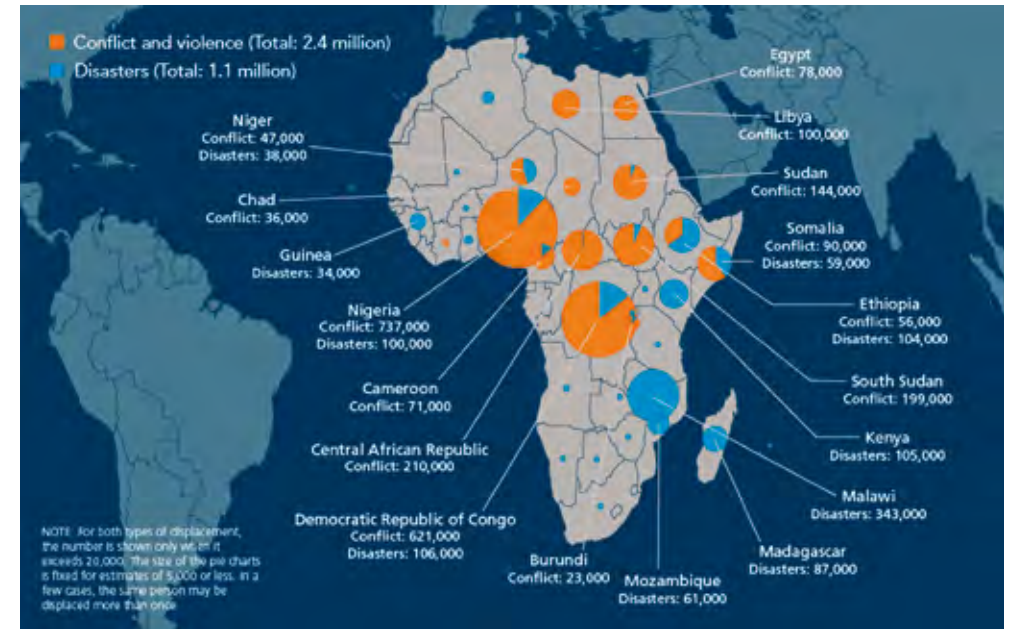 Conflict and violence (Total: 2.4 million)
Disasters (Total: 1.1 million)
Egypt
Conflict: 78,000
Libya
Conflict: 100,000
Niger
Conflict: 47,000
Disasters: 38,000
Sudan
Conflict: 144,000
Chad
Conflict: 36,000
Somalia
Conflict: 90,000
Disasters: 59,000
Guinea
Disasters: 34,000
Ethiopia
Conflict: 56,000
Disasters: 104,000
Nigeria
Conflict: 737,000
Disasters: 100,000
South Sudan
Conflict: 199,000
Cameroon
Conflict: 71,000
Kenya
Disasters: 105,000
Central African Republic
Conflict: 210,000
Malawi
Disasters: 343,000
Democratic Republic of Congo
Conflict: 621,000
Disasters: 106,000
Madagascar
Disasters: 87,000
Burundi
Conflict: 23,000
Mozambique
Disasters: 61,000
NOTE: For both types of displacement,
the number is shown only when it
exceeds 20,000. The size of the pie charts
is fixed for estimates of 5,000 or less. In a
few cases, the same person may be
displaced more than once